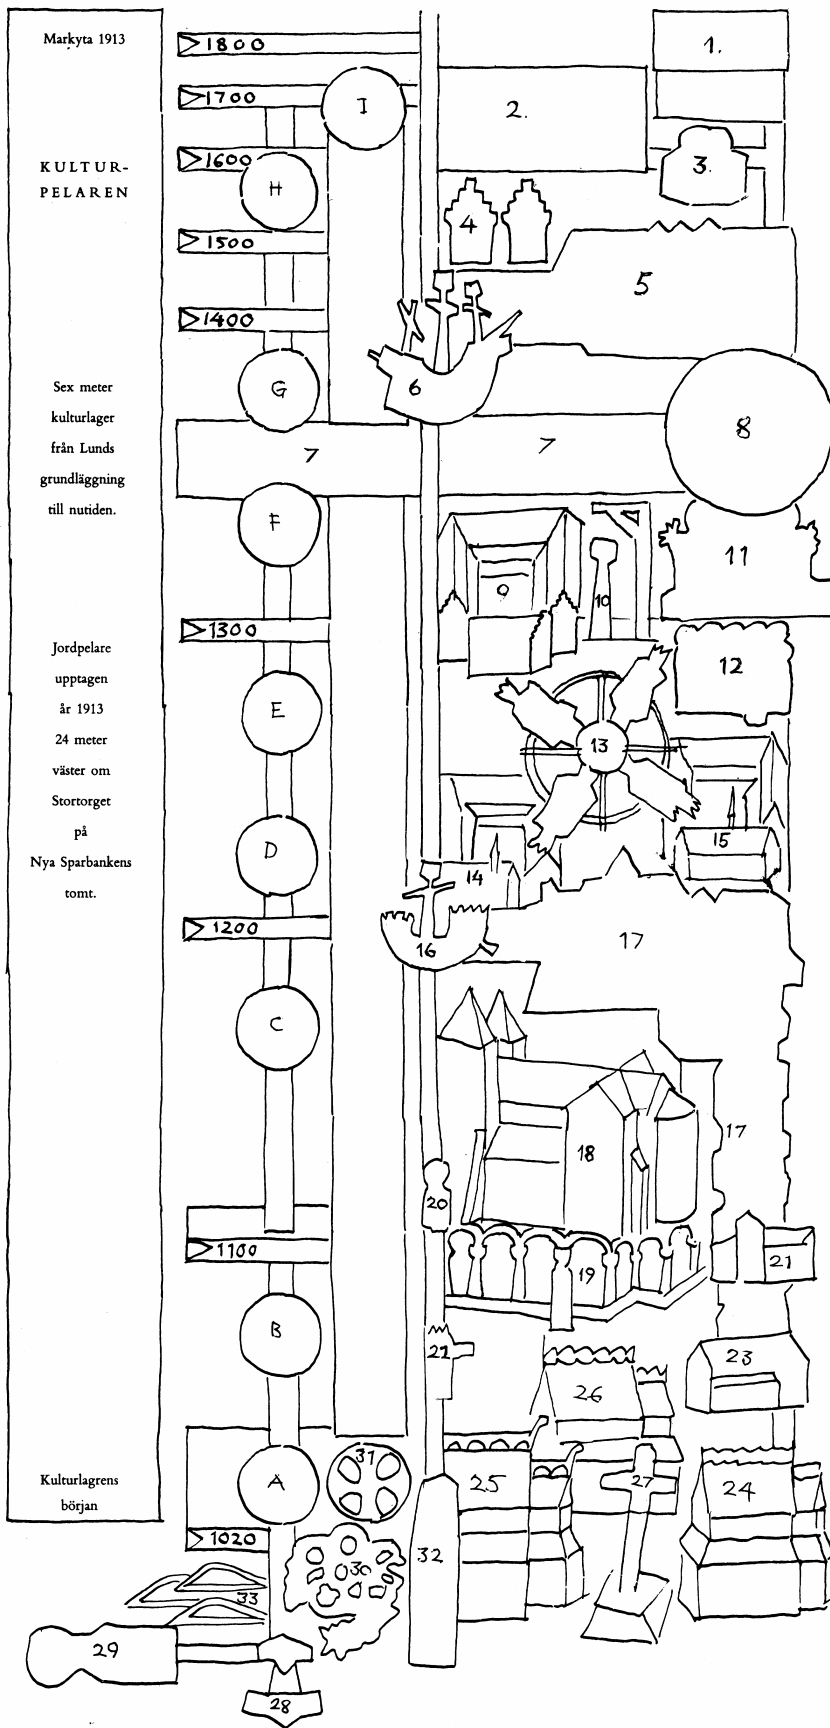 Markyta 1913
KULTUR-
PELAREN
Sex meter
kulturlager
från Lunds
grundläggning
till nutiden.
Jordpelare
upptagen
år 1913
24 meter
väster om
Stortorget
på
Nya Sparbankens
tomt.
Kulturlagrens
början
1800
1700
1600
1500
1400
1300
1200
1100
1020
I
H
G
F
E
D
C
B
A
1.
2.
3.
4
5
6
7
7
8
9
10
11
12
13
14
15
16
17
17
18
19
20
21
21
23
26
25
27
24
31
30
32
33
29
28